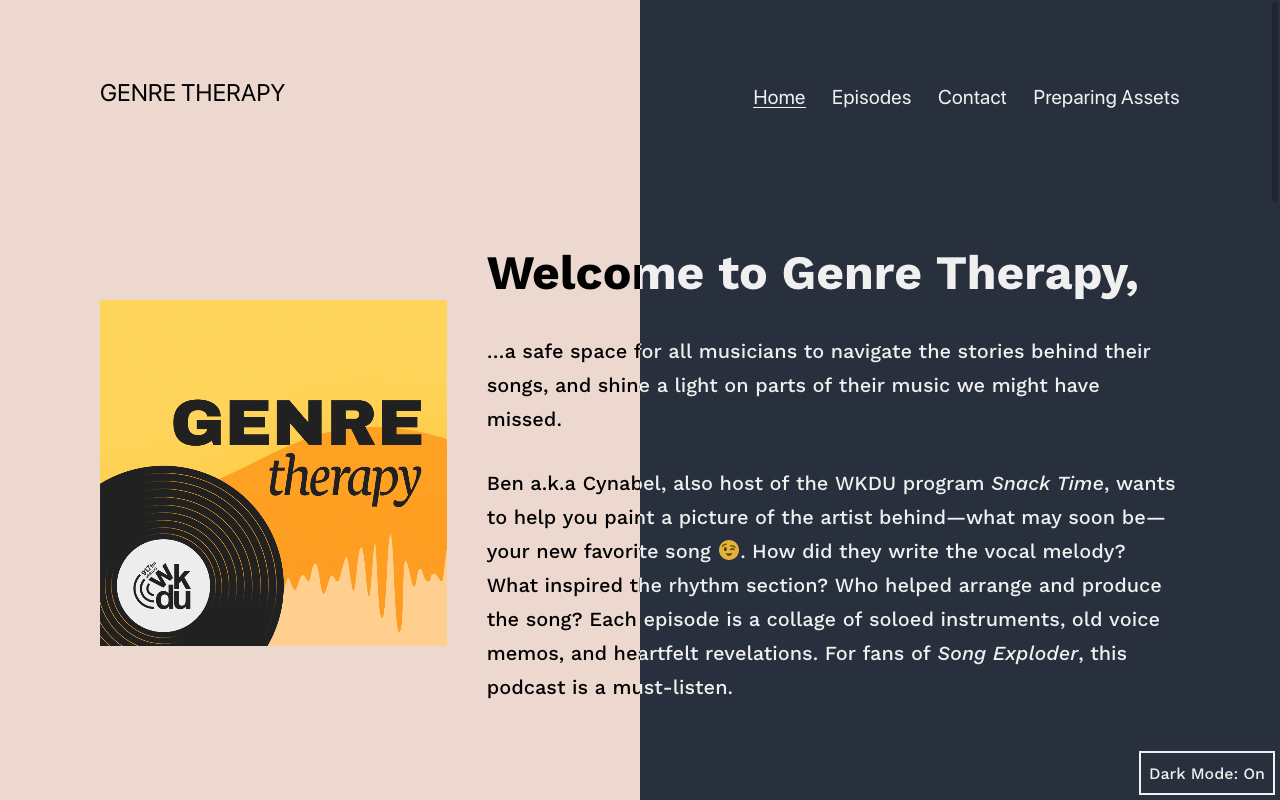 GENRE THERAPY
Home Episodes Contact Preparing Assets
Welcome to Genre Therapy,
...a safe space for all musicians to navigate the stories behind their
songs, and shine a light on parts of their music we might have
missed.
GENRE
therapy
wk
du
Ben a.k.a Cynabel, also host of the WKDU program Snack Time, wants
to help you paint a picture of the artist behind—what may soon be—
your new favorite song 😉. How did they write the vocal melody?
What inspired the rhythm section? Who helped arrange and produce
the song? Each episode is a collage of soloed instruments, old voice
memos, and heartfelt revelations. For fans of Song Exploder, this
podcast is a must-listen.
Dark Mode: On